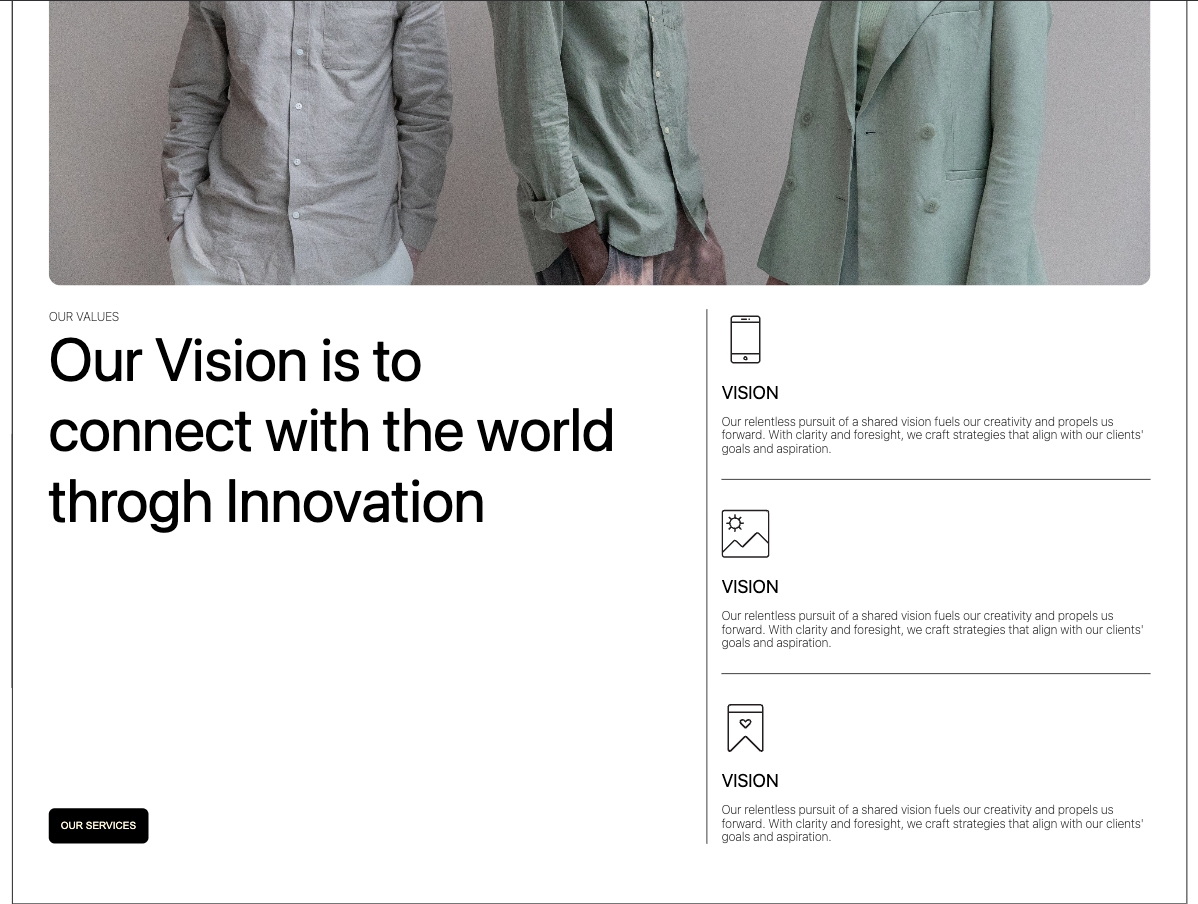 OUR VALUES
Our Vision is to
connect with the world
throgh Innovation
OUR SERVICES
VISION
Our relentless pursuit of a shared vision fuels our creativity and propels us
forward. With clarity and foresight, we craft strategies that align with our clients'
goals and aspiration.
VISION
Our relentless pursuit of a shared vision fuels our creativity and propels us
forward. With clarity and foresight, we craft strategies that align with our clients'
goals and aspiration.
VISION
Our relentless pursuit of a shared vision fuels our creativity and propels us
forward. With clarity and foresight, we craft strategies that align with our clients'
goals and aspiration.